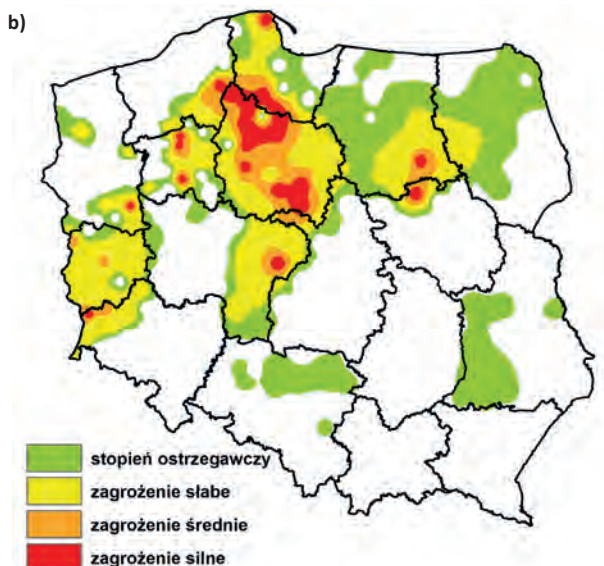 b)
stopień ostrzegawczy
zagrożenie słabe
zagrożenie średnie
zagrożenie silne